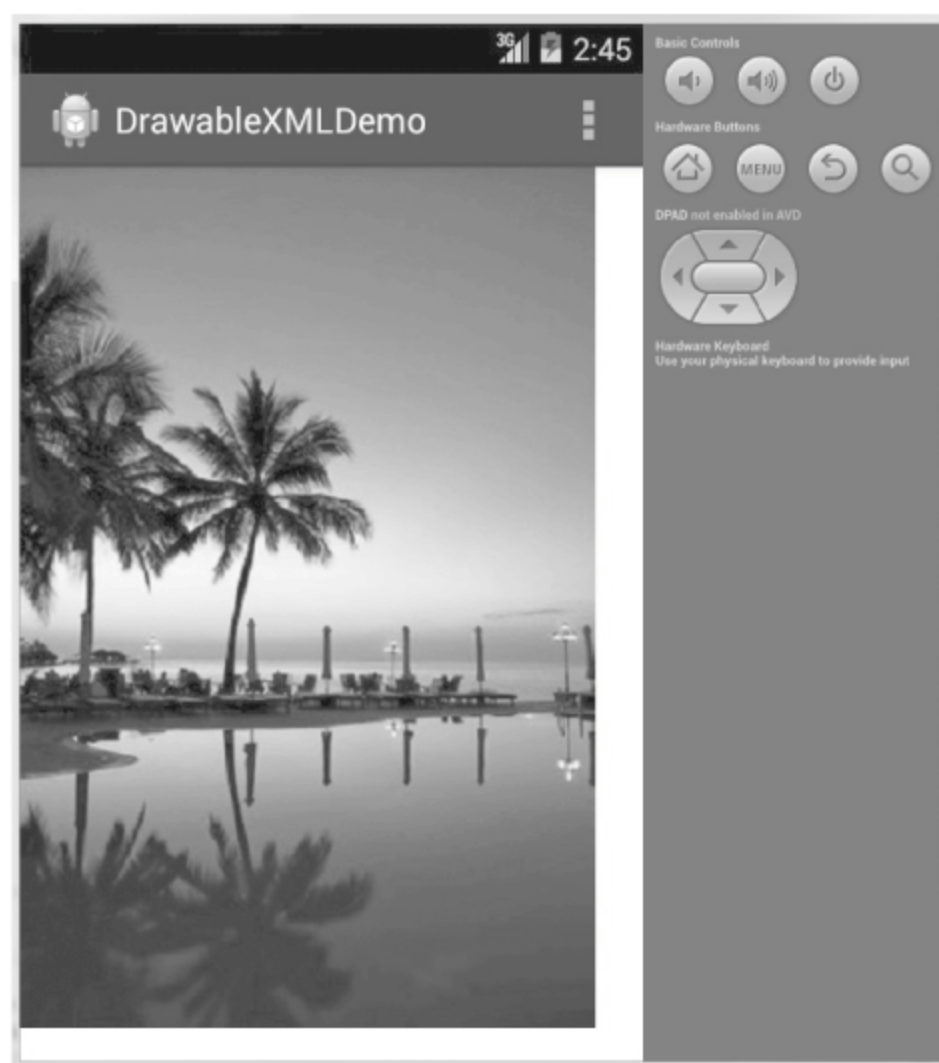 3G 2:45
DrawableXMLDemo
Basic Controls
Hardware Buttons
MENU
DPAD not enabled in AVD
Hardware Keyboard
Use your physical keyboard to provide input